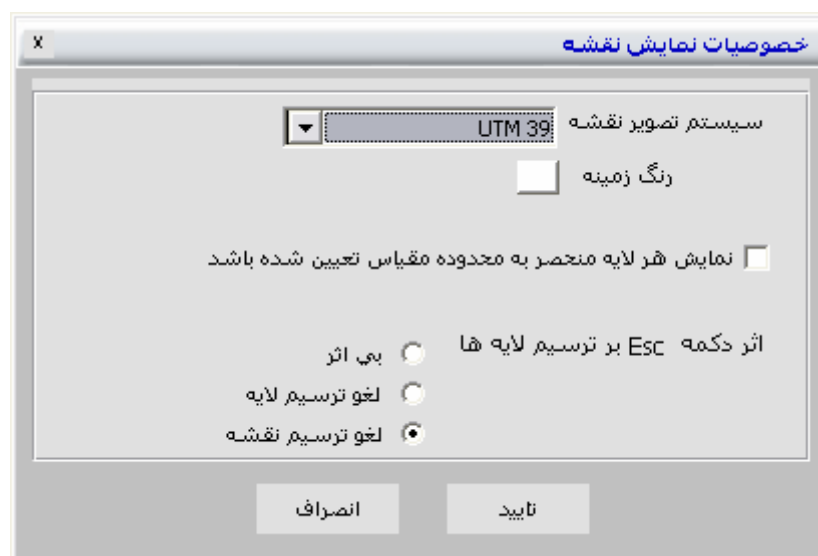 خصوصیات نمایش نقشه x
سیستم تصویر نقشه UTM 39
رنگ زمینه
نمایش هر لایه منحصر به محدوده مقیاس تعیین شده باشد
اثر دکمه Esc بر ترسیم لایه ها
بی اثر
لغو ترسیم لایه
لغو ترسیم نقشه
تایید انصراف